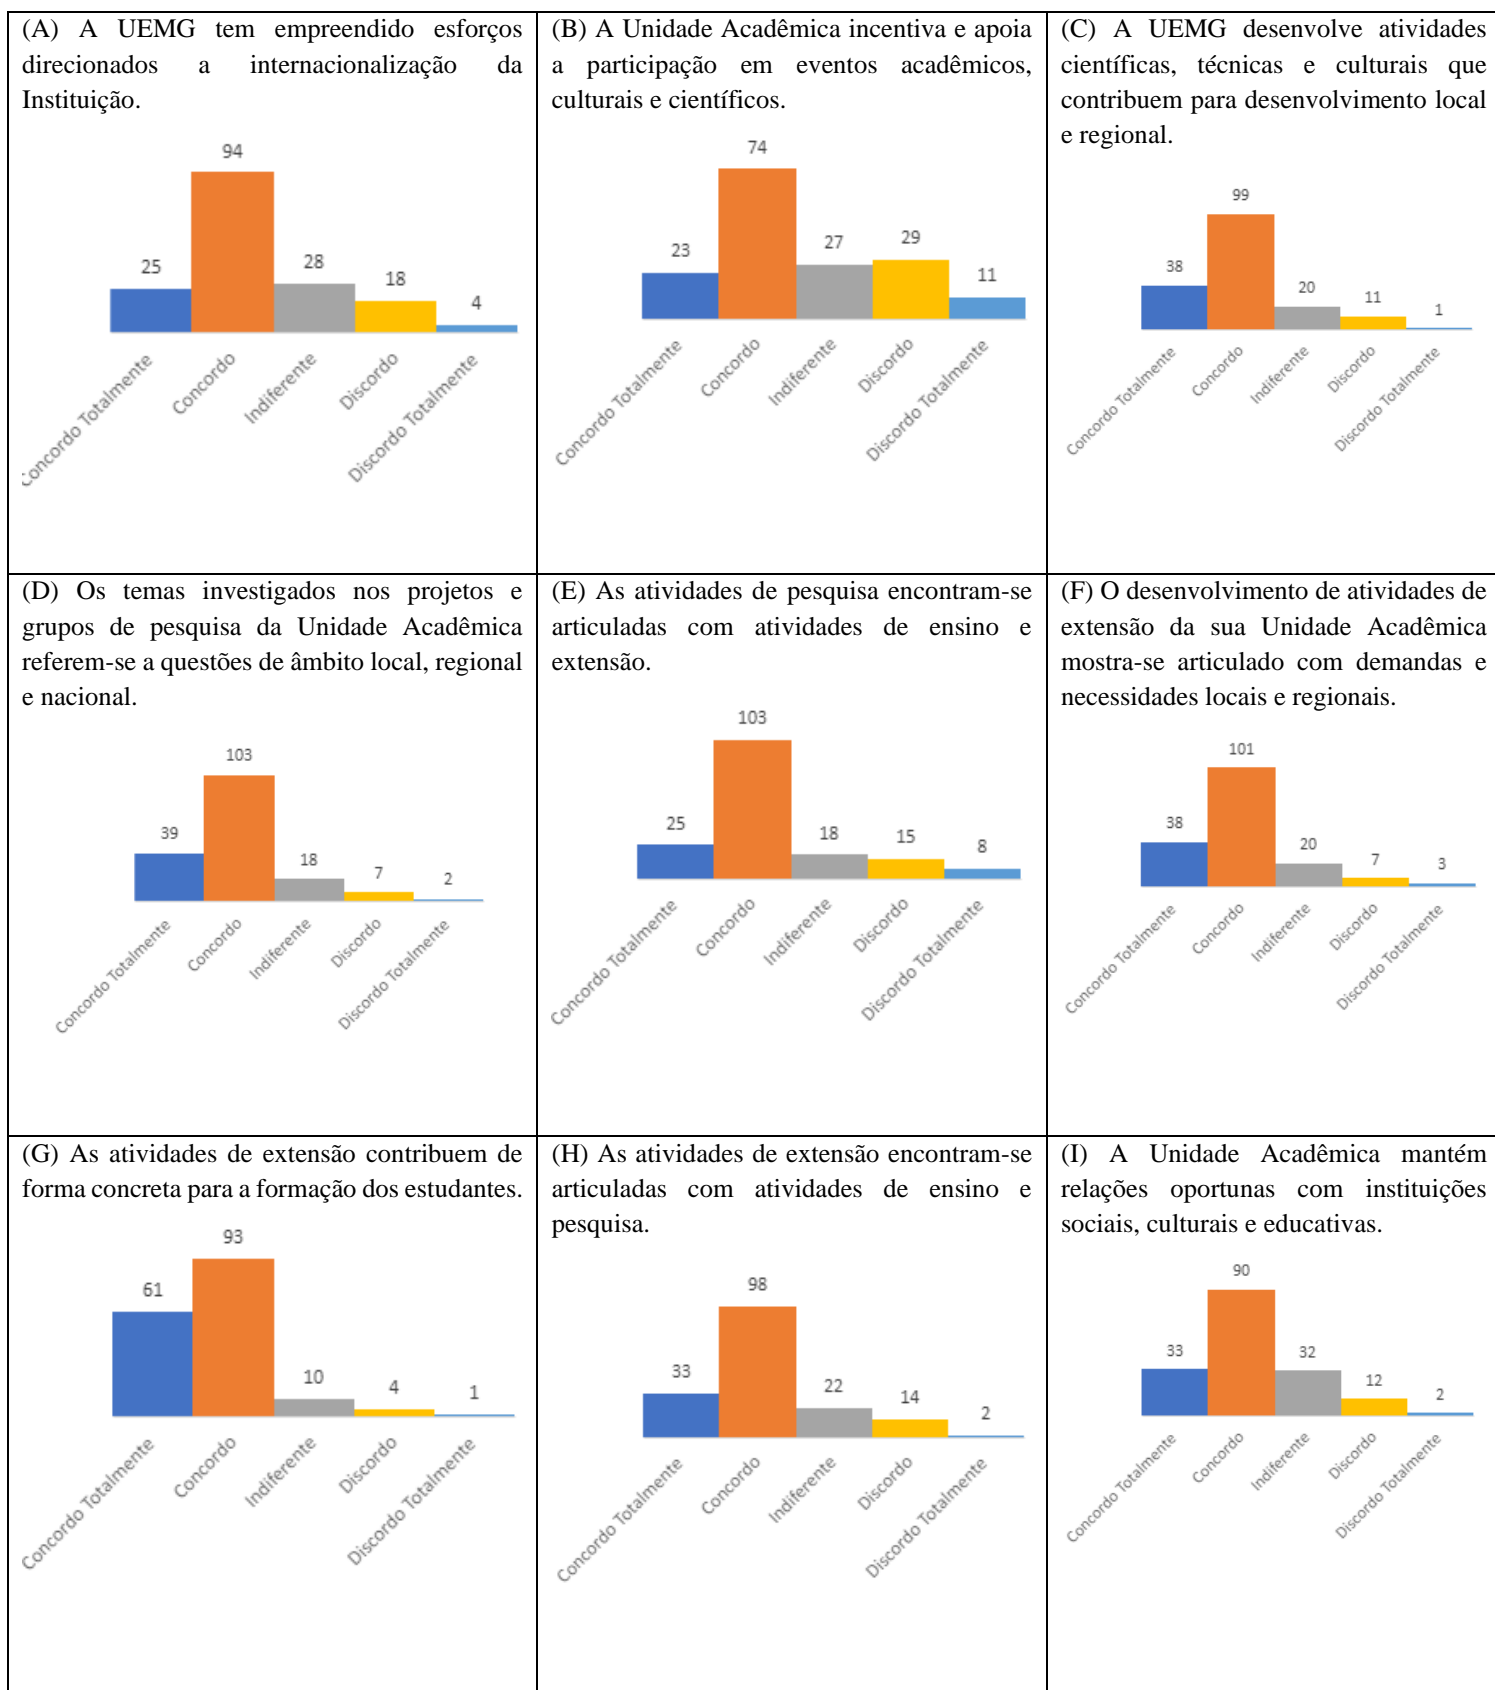 (A) A UEMG tem empreendido esforços
direcionados a internacionalização da
Instituição.
94
25
28
18
4
Concordo Totalmente
Concordo
Indiferente
Discordo
Discordo Totalmente
(B) A Unidade Acadêmica incentiva e apoia
a participação em eventos acadêmicos,
culturais e científicos.
74
23
27
29
11
Concordo Totalmente
Concordo
Indiferente
Discordo
Discordo Totalmente
(C) A UEMG desenvolve atividades
científicas, técnicas e culturais que
contribuem para desenvolvimento local
e regional.
99
38
20
11
1
Concordo Totalmente
Concordo
Indiferente
Discordo
Discordo Totalmente
(D) Os temas investigados nos projetos e
grupos de pesquisa da Unidade Acadêmica
referem-se a questões de âmbito local, regional
e nacional.
103
39
18
7
2
Concordo Totalmente
Concordo
Indiferente
Discordo
Discordo Totalmente
(E) As atividades de pesquisa encontram-se
articuladas com atividades de ensino e
extensão.
103
25
18
15
8
Concordo Totalmente
Concordo
Indiferente
Discordo
Discordo Totalmente
(F) O desenvolvimento de atividades de
extensão da sua Unidade Acadêmica
mostra-se articulado com demandas e
necessidades locais e regionais.
101
38
20
7
3
Concordo Totalmente
Concordo
Indiferente
Discordo
Discordo Totalmente
(G) As atividades de extensão contribuem de
forma concreta para a formação dos estudantes.
93
61
10
4
1
Concordo Totalmente
Concordo
Indiferente
Discordo
Discordo Totalmente
(H) As atividades de extensão encontram-se
articuladas com atividades de ensino e
pesquisa.
98
33
22
14
2
Concordo Totalmente
Concordo
Indiferente
Discordo
Discordo Totalmente
(I) A Unidade Acadêmica mantém
relações oportunas com instituições
sociais, culturais e educativas.
90
33
32
12
2
Concordo Totalmente
Concordo
Indiferente
Discordo
Discordo Totalmente